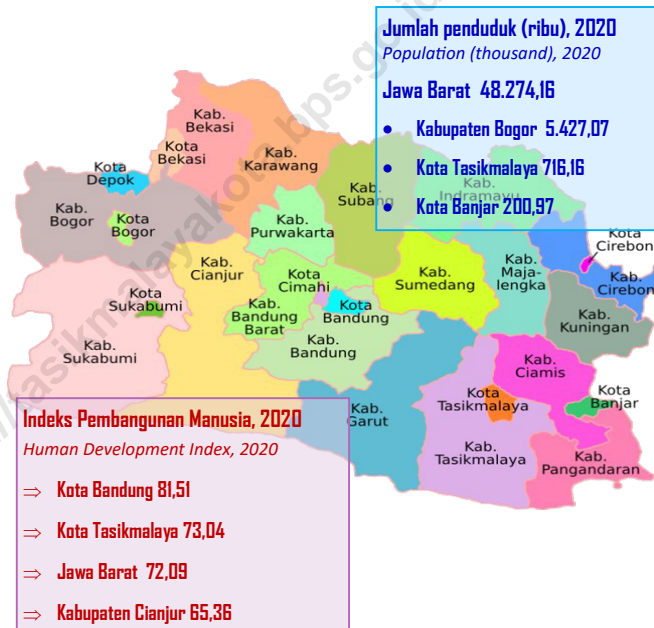 Jumlah penduduk (ribu), 2020
Population (thousand), 2020
Jawa Barat 48.274,16
• Kabupaten Bogor 5.427,07
• Kota Tasikmalaya 716,16
• Kota Banjar 200,97
Kab.
Bekasi
Kota
Bekasi
Kab.
Karawang
Kota
Depok
Kab.
Bogor
Kota
Bogor
Kab.
Purwakarta
Kab.
Subang
Kab.
Indramayu
Kota
Cirebon
Kab.
Cirebon
Kab.
Maja-
lengka
Kab.
Sumedang
Kab.
Kuningan
Kab.
Cianjur
Kota
Cimahi
Kota
Bandung
Kab.
Bandung
Barat
Kab.
Bandung
Kota
Sukabumi
Kab.
Sukabumi
Kab.
Garut
Kota
Tasikmalaya
Kab.
Tasikmalaya
Kab.
Ciamis
Kota
Banjar
Kab.
Pangandaran
Indeks Pembangunan Manusia, 2020
Human Development Index, 2020
⇒ Kota Bandung 81,51
⇒ Kota Tasikmalaya 73,04
⇒ Jawa Barat 72,09
⇒ Kabupaten Cianjur 65,36
//tasikmalayakota.bps.go.id